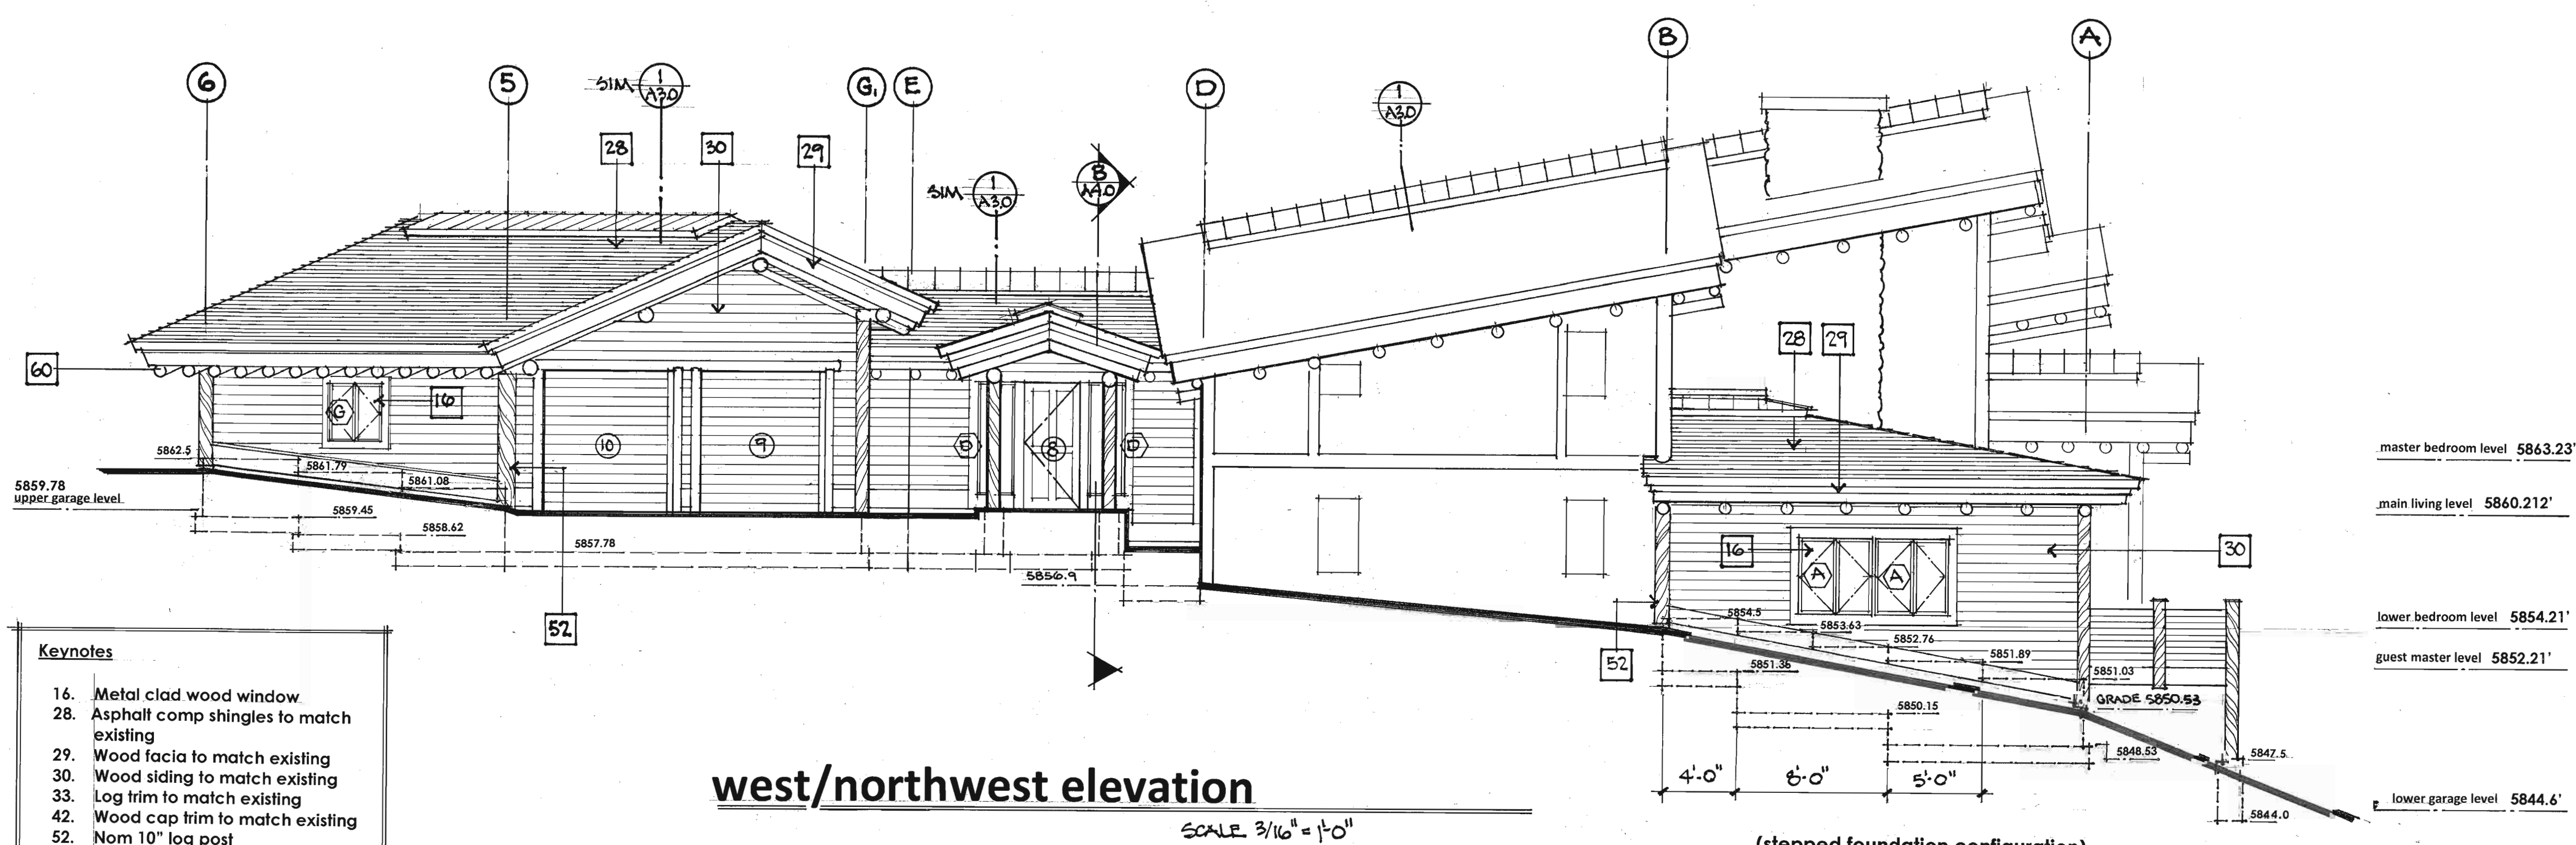 6
5
SIM
1
A3.0
G1
E
D
1
A3.0
B
A
28
30
29
SIM
1
A3.0
B
A4.0
60
G
16
10
9
D
8
D
28
29
16
A
A
30
5862.5
5861.79
5861.08
5859.78
upper garage level
5859.45
5858.62
5857.78
5856.9
52
52
5854.5
5853.63
5852.76
5851.89
5851.03
5851.36
GRADE 5850.53
5850.15
5848.53
5847.5
5844.0
4'-0"
8'-0"
5'-0"
master bedroom level 5863.23'
main living level 5860.212'
lower bedroom level 5854.21'
guest master level 5852.21'
lower garage level 5844.6'
Keynotes
16. Metal clad wood window
28. Asphalt comp shingles to match
existing
29. Wood facia to match existing
30. Wood siding to match existing
33. Log trim to match existing
42. Wood cap trim to match existing
52. Nom 10" log post
west/northwest elevation
SCALE 3/16" = 1'-0"
(stepped foundation configuration)